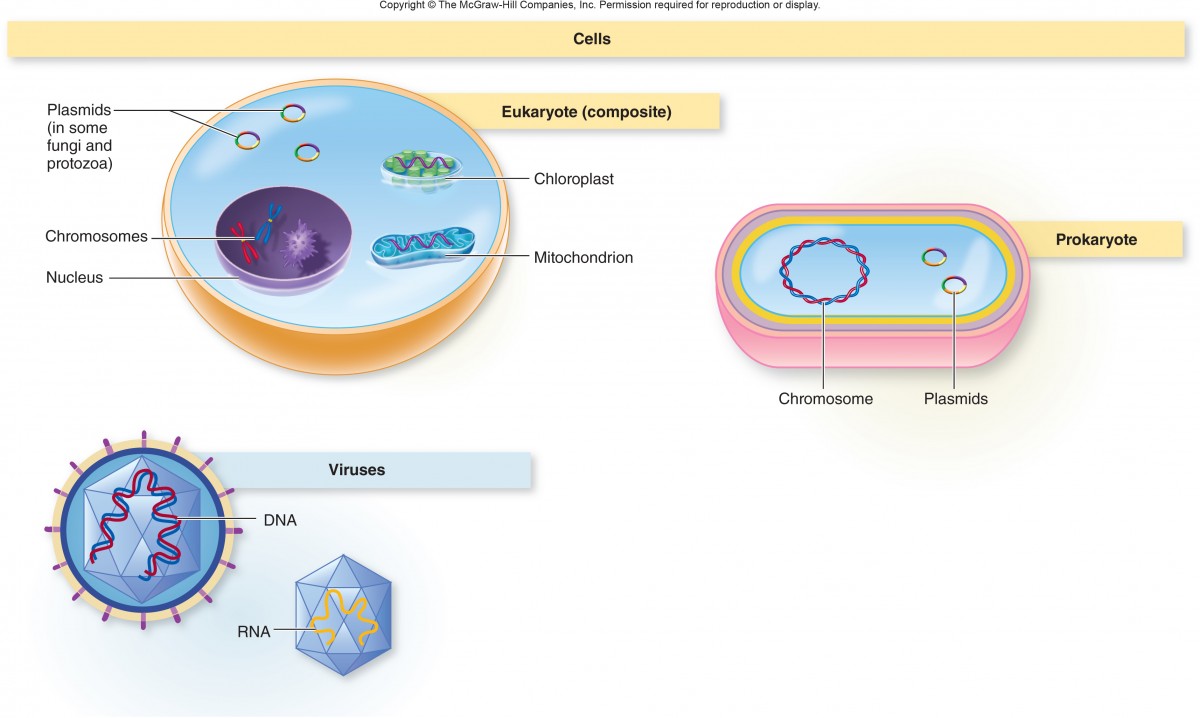 Copyright © The McGraw-Hill Companies, Inc. Permission required for reproduction or display.
Cells
Eukaryote (composite)
Plasmids
(in some
fungi and
protozoa)
Chloroplast
Chromosomes
Mitochondrion
Nucleus
Prokaryote
Chromosome
Plasmids
Viruses
DNA
RNA